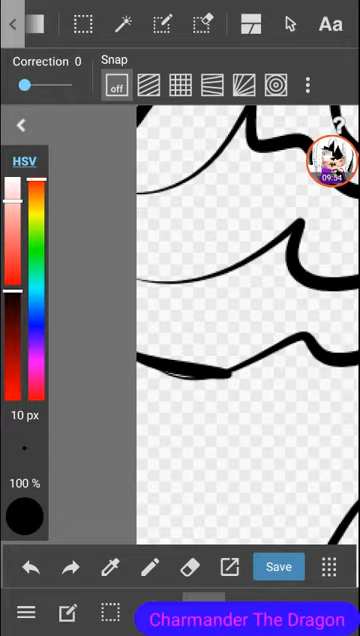 Aa
Correction 0
Snap
off
?
HSV
09:54
10 px
100 %
Save
Charmander The Dragon